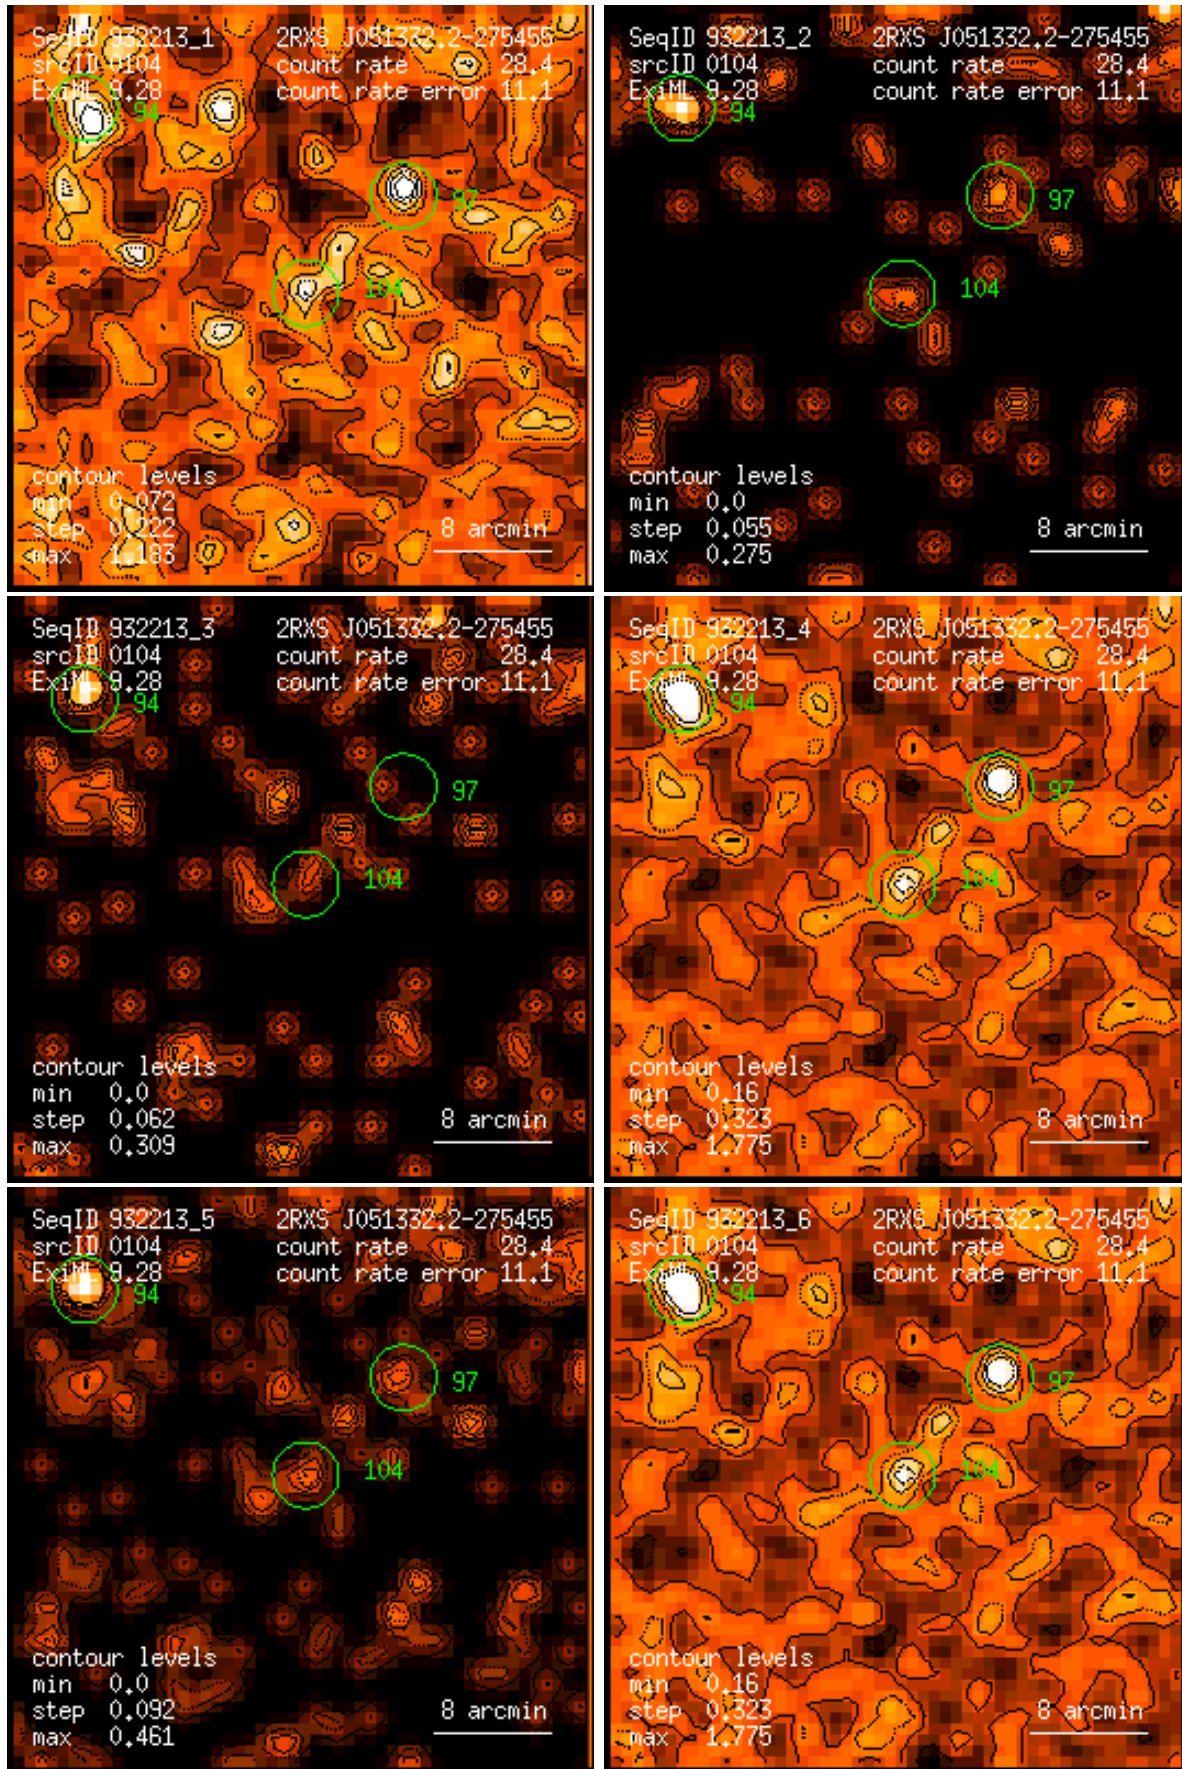 SeqID 932213_1 2RXS J051332.2-275455
srcID 0104 count rate 28.4
ExiML 9.28 count rate error 11.1
94
97
104
contour levels
min 0.072
step 0.222
max 1.183
8 arcmin
SeqID 932213_2 2RXS J051332.2-275455
srcID 0104 count rate 28.4
ExiML 9.28 count rate error 11.1
94
97
104
contour levels
min 0.0
step 0.055
max 0.275
8 arcmin
SeqID 932213_3 2RXS J051332.2-275455
srcID 0104 count rate 28.4
ExiML 9.28 count rate error 11.1
94
97
104
contour levels
min 0.0
step 0.062
max 0.309
8 arcmin
SeqID 932213_4 2RXS J051332.2-275455
srcID 0104 count rate 28.4
ExiML 9.28 count rate error 11.1
94
97
104
contour levels
min 0.16
step 0.323
max 1.775
8 arcmin
SeqID 932213_5 2RXS J051332.2-275455
srcID 0104 count rate 28.4
ExiML 9.28 count rate error 11.1
94
97
104
contour levels
min 0.0
step 0.092
max 0.461
8 arcmin
SeqID 932213_6 2RXS J051332.2-275455
srcID 0104 count rate 28.4
ExiML 9.28 count rate error 11.1
94
97
104
contour levels
min 0.16
step 0.323
max 1.775
8 arcmin